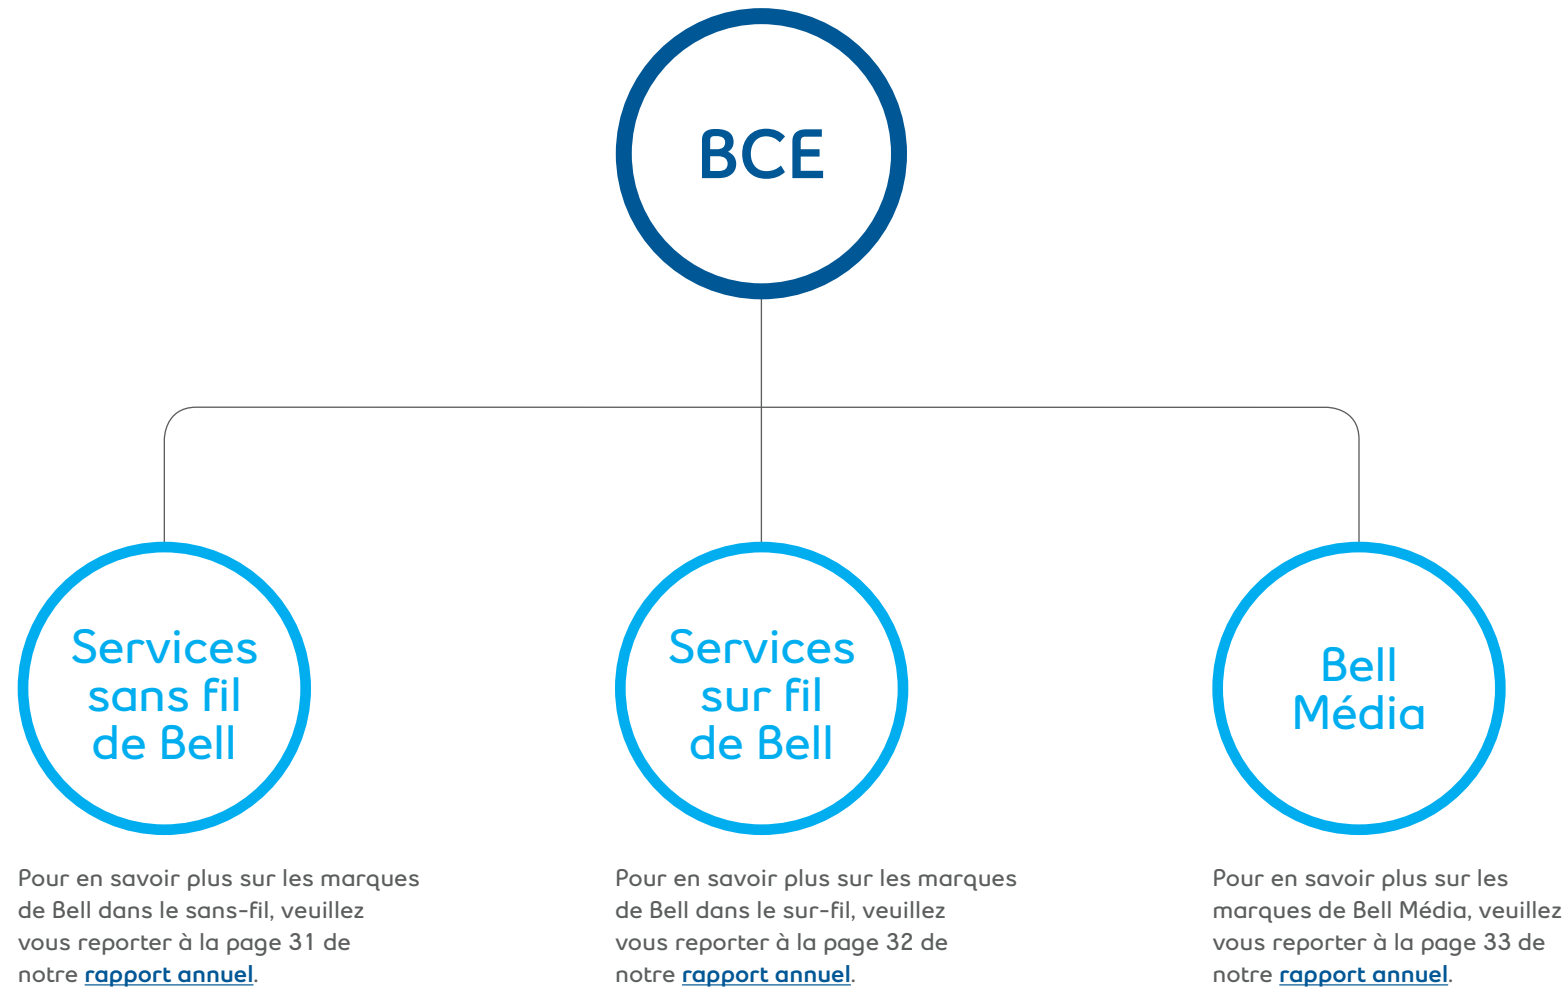 BCE
Services
sans fil
de Bell
Services
sur fil
de Bell
Bell
Média
Pour en savoir plus sur les marques
de Bell dans le sans-fil, veuillez
vous reporter à la page 31 de
notre rapport annuel.
Pour en savoir plus sur les marques
de Bell dans le sur-fil, veuillez
vous reporter à la page 32 de
notre rapport annuel.
Pour en savoir plus sur les
marques de Bell Média, veuillez
vous reporter à la page 33 de
notre rapport annuel.